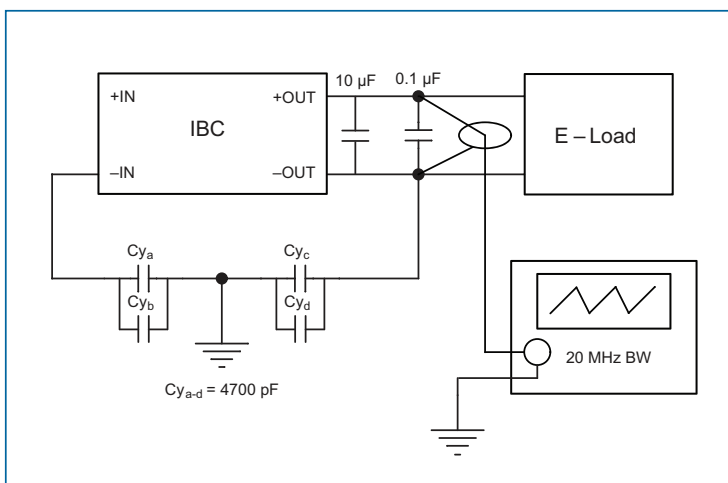 10 µF
0.1 µF
+IN
+OUT
IBC
–IN
–OUT
E – Load
Cya
Cyb
Cyc
Cyd
Cya-d = 4700 pF
20 MHz BW